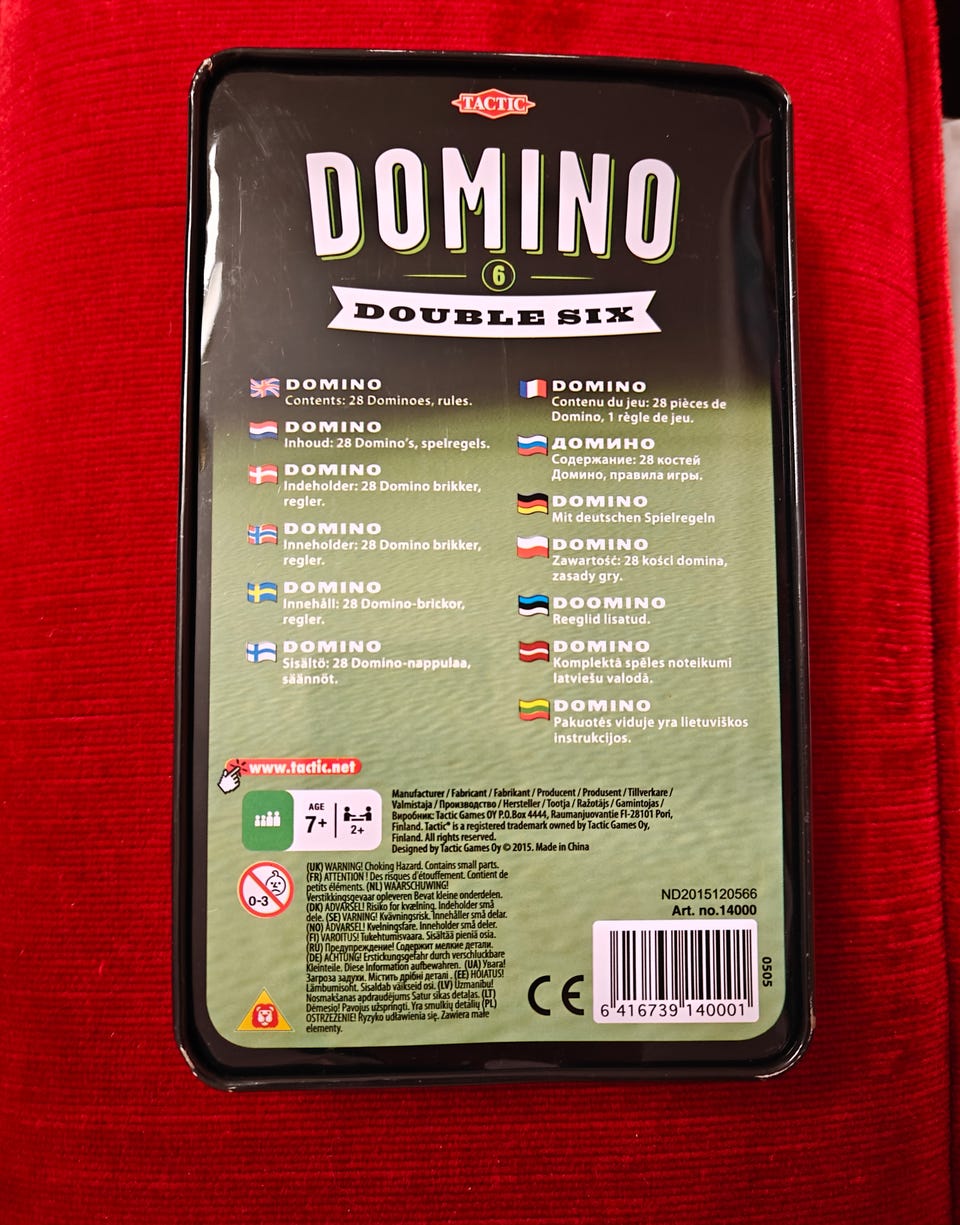 TACTIC
DOMINO
6
DOUBLE SIX
DOMINO
Contents: 28 Dominoes, rules.
DOMINO
Inhoud: 28 Domino's, spelregels.
DOMINO
Indeholder: 28 Domino brikker,
regler.
DOMINO
Inneholder: 28 Domino brikker,
regler.
DOMINO
Innehåll: 28 Domino-brickor,
regler.
DOMINO
Sisältö: 28 Domino-nappulaa,
säännöt.
DOMINO
Contenu du jeu: 28 pièces de
Domino, 1 règle de jeu.
ДОМИНО
Содержание: 28 костей
Домино, правила игры.
DOMINO
Mit deutschen Spielregeln
DOMINO
Zawartość: 28 kości domina,
zasady gry.
DOOMINO
Reeglid lisatud.
DOMINO
Komplektā spēles noteikumi
latviešu valodā.
DOMINO
Pakuotės viduje yra lietuviškos
instrukcijos.
www.tactic.net
AGE
7+
2+
Manufacturer / Fabricant / Fabrikant / Producent / Produsent / Tillverkare /
Valmistaja / Производство / Hersteller / Tootja / Ražotājs / Gamintojas /
Виробник: Tactic Games OY P.O.Box 4444, Raumanjuovantie FI-28101 Pori,
Finland. Tactic® is a registered trademark owned by Tactic Games Oy,
Finland. All rights reserved.
Designed by Tactic Games Oy © 2015. Made in China
0-3
(UK) WARNING! Choking Hazard. Contains small parts.
(FR) ATTENTION ! Des risques d'étouffement. Contient de
petits éléments. (NL) WAARSCHUWING!
Verstikkingsgevaar opleveren Bevat kleine onderdelen.
(DK) ADVARSEL! Risiko for kvælning. Indeholder små
dele. (SE) VARNING! Kvävningsrisk. Innehåller små delar.
(NO) ADVARSEL! Kvelningsfare. Inneholder små deler.
(FI) VAROITUS! Tukehtumisvaara. Sisältää pieniä osia.
(RU) Предупреждение! Содержит мелкие детали.
(DE) ACHTUNG! Erstickungsgefahr durch verschluckbare
Kleinteile. Diese Information aufbewahren. (UA) Увага!
Загроза задухи. Містить дрібні деталі. (EE) HOIATUS!
Lämbumisoht. Sisaldab väikseid osi. (LV) Uzmanību!
Nosmakšanas apdraudējums Satur sīkas detaļas. (LT)
Dėmesio! Pavojus užspringti. Yra smulkių detalių (PL)
OSTRZEŻENIE! Ryzyko udławienia się. Zawiera małe
elementy.
ND2015120566
Art. no.14000
CE
6 416739 140001
0505